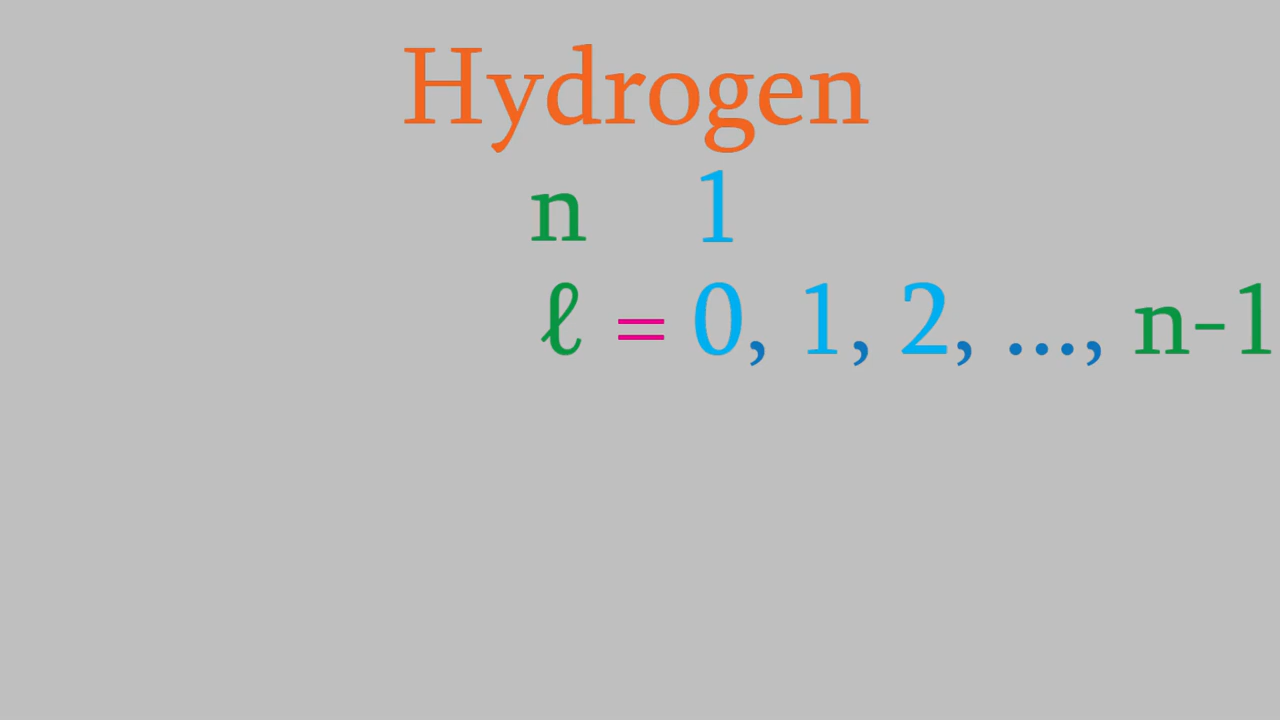 Hydrogen
n 1
ℓ = 0, 1, 2, ..., n-1